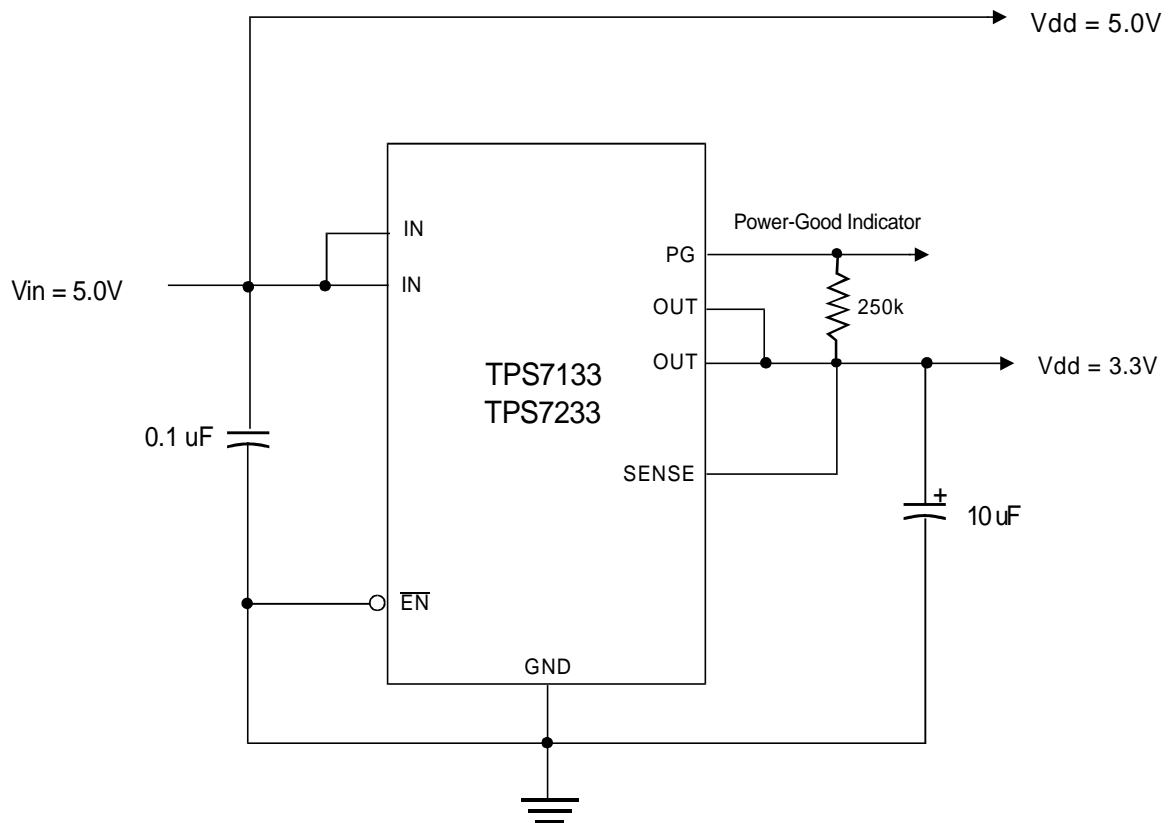 Vdd = 5.0V
Power-Good Indicator
IN
PG
Vin = 5.0V
IN
OUT
250k
OUT
Vdd = 3.3V
TPS7133
TPS7233
0.1 uF
SENSE
+
10 uF
EN
GND